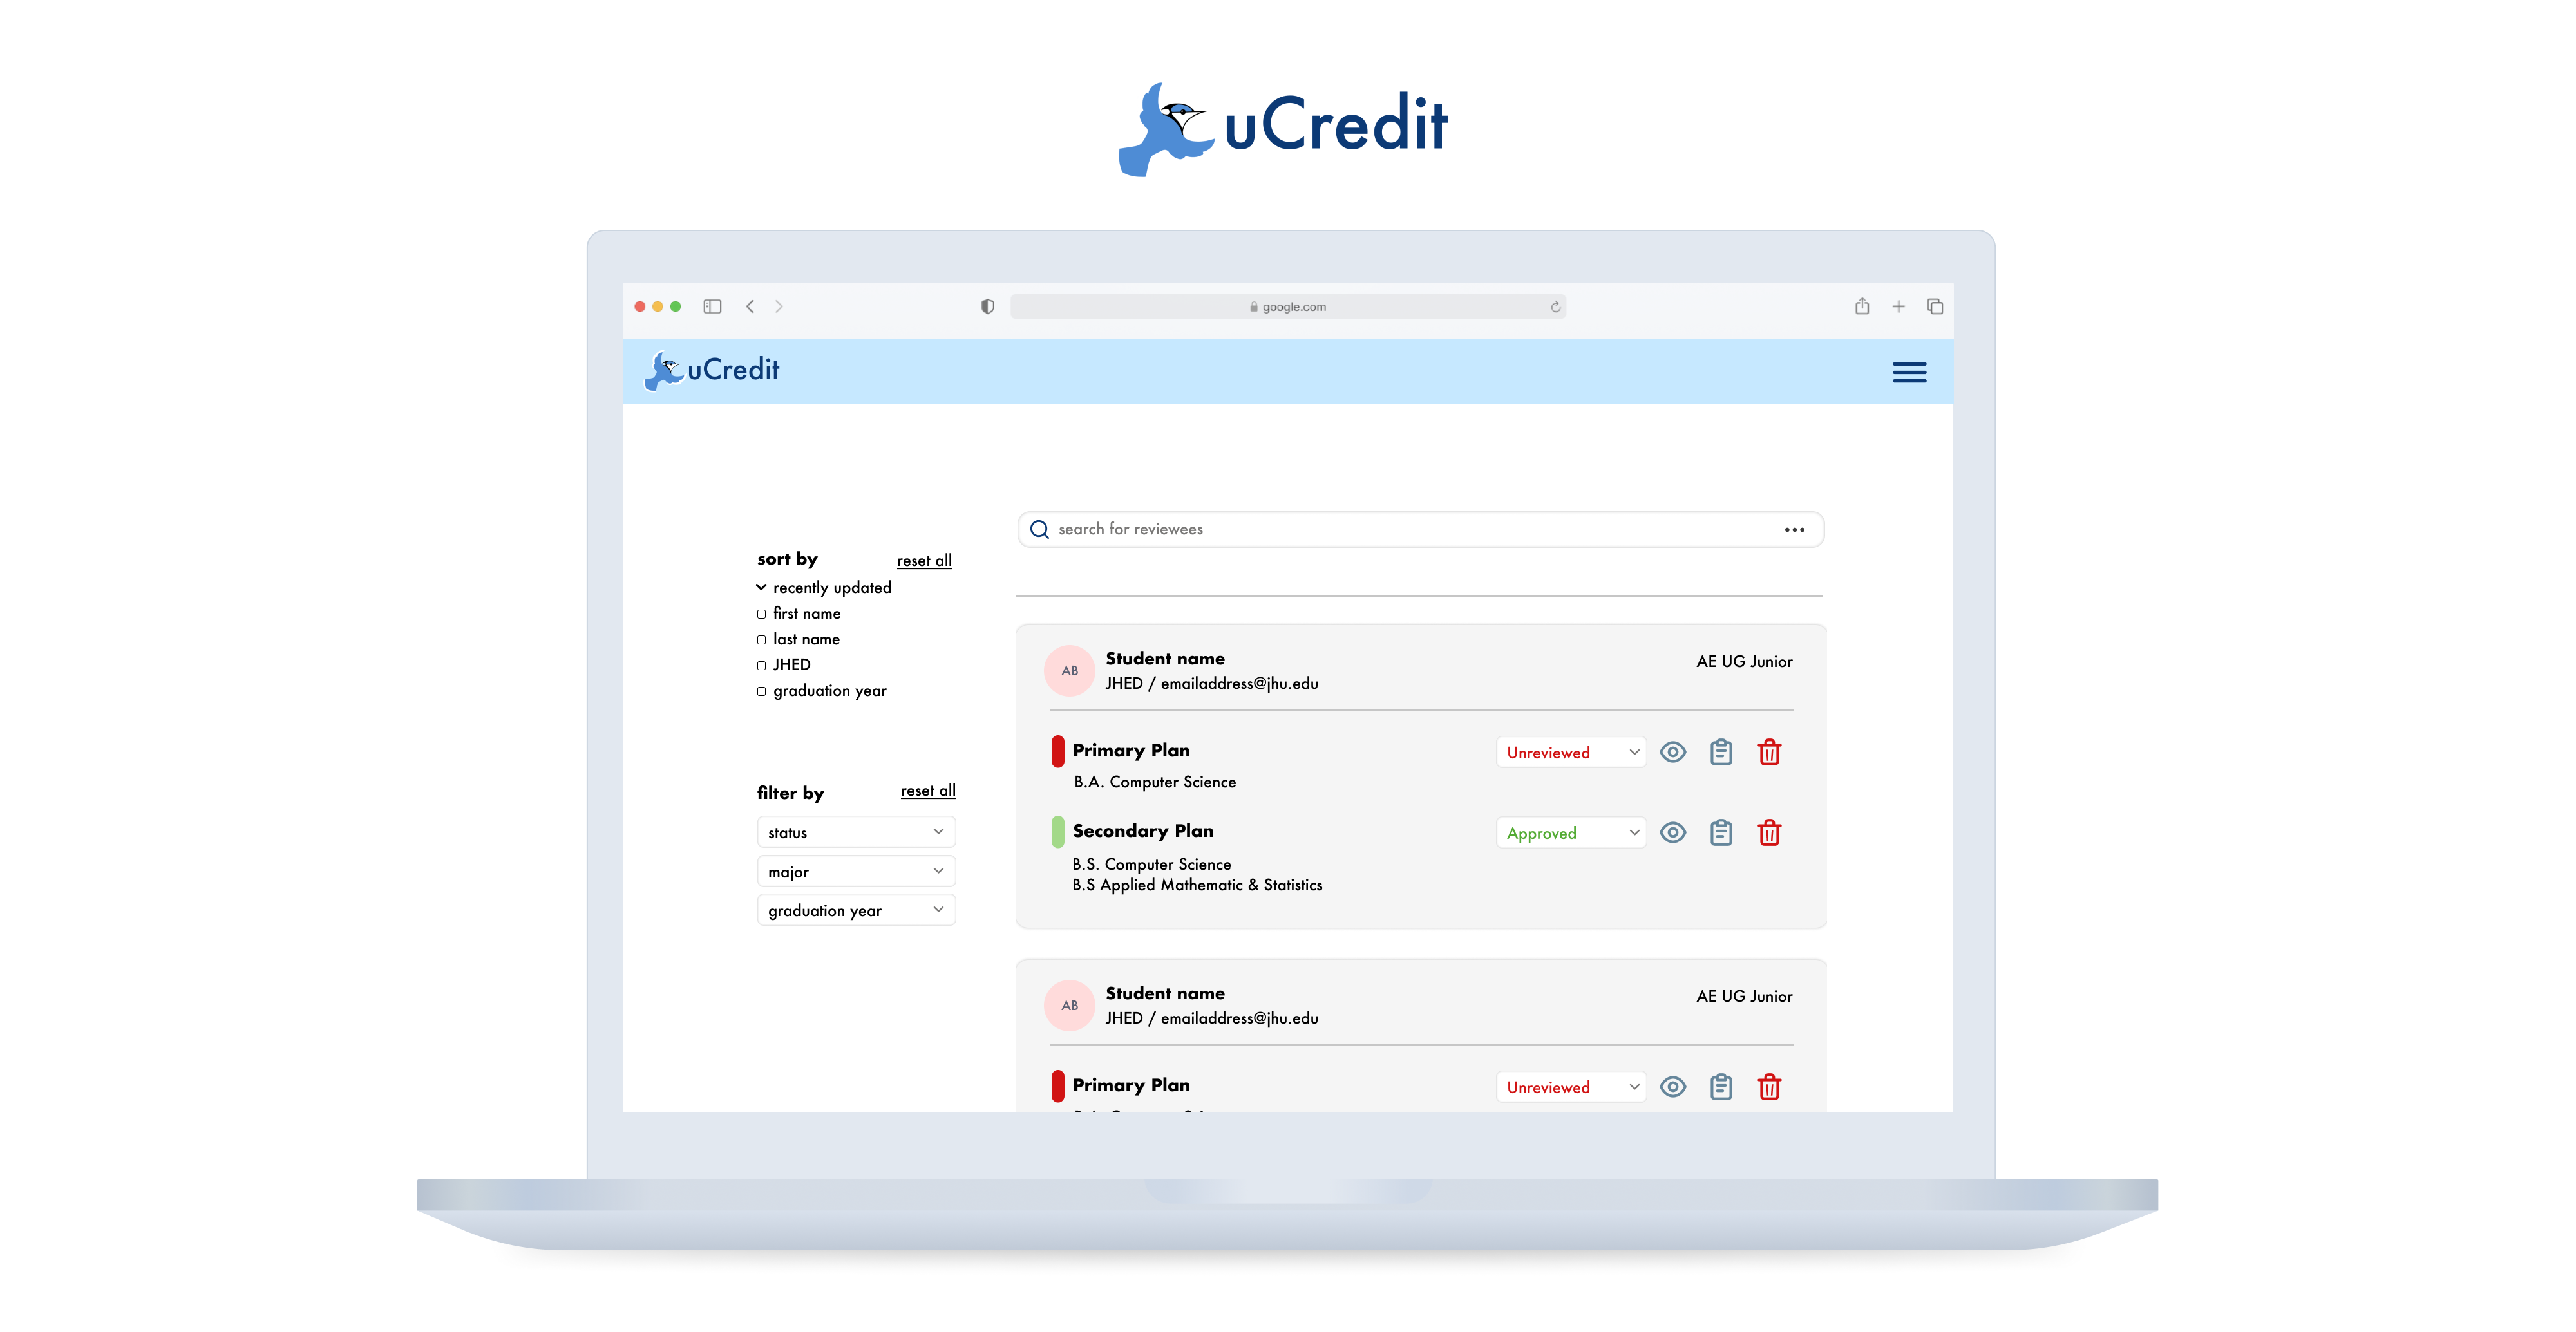 uCredit
google.com
uCredit
search for reviewees
sort by
reset all
recently updated
first name
last name
JHED
graduation year
filter by
reset all
status
major
graduation year
AB
Student name
JHED / emailaddress@jhu.edu
AE UG Junior
Primary Plan
Unreviewed
B.A. Computer Science
Secondary Plan
Approved
B.S. Computer Science
B.S Applied Mathematic & Statistics
AB
Student name
JHED / emailaddress@jhu.edu
AE UG Junior
Primary Plan
Unreviewed